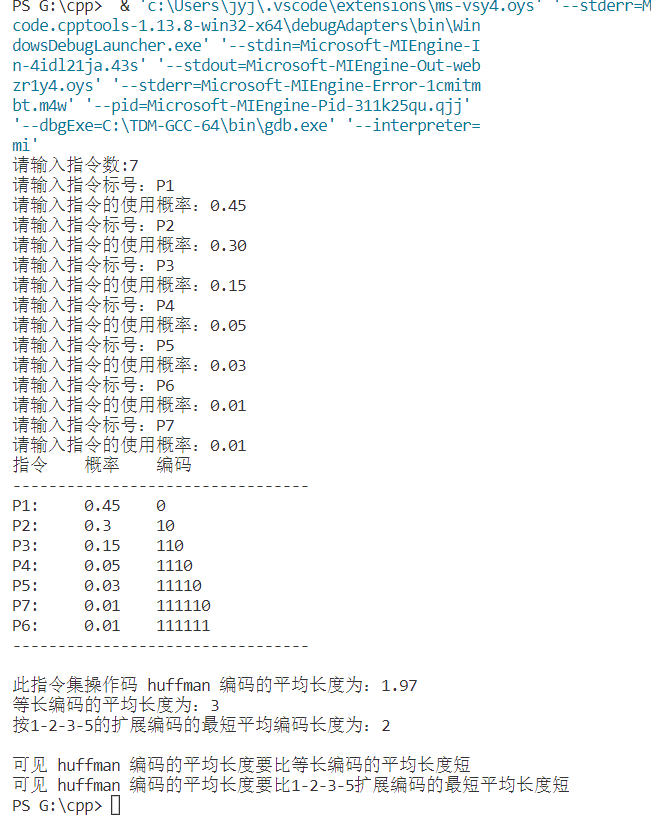 PS G:\cpp>  & 'c:\Users\jyj\.vscode\extensions\ms-vsy4.oys' '--stderr=M
code.cpptools-1.13.8-win32-x64\debugAdapters\bin\Win
dowsDebugLauncher.exe' '--stdin=Microsoft-MIEngine-I
n-4idl21ja.43s' '--stdout=Microsoft-MIEngine-Out-web
zr1y4.oys' '--stderr=Microsoft-MIEngine-Error-1cmitm
bt.m4w' '--pid=Microsoft-MIEngine-Pid-311k25qu.qjj'
'--dbgExe=C:\TDM-GCC-64\bin\gdb.exe' '--interpreter=
mi'
请输入指令数:7
请输入指令标号：P1
请输入指令的使用概率：0.45
请输入指令标号：P2
请输入指令的使用概率：0.30
请输入指令标号：P3
请输入指令的使用概率：0.15
请输入指令标号：P4
请输入指令的使用概率：0.05
请输入指令标号：P5
请输入指令的使用概率：0.03
请输入指令标号：P6
请输入指令的使用概率：0.01
请输入指令标号：P7
请输入指令的使用概率：0.01
指令    概率    编码
---------------------------------
P1:     0.45    0
P2:     0.3     10
P3:     0.15    110
P4:     0.05    1110
P5:     0.03    11110
P7:     0.01    111110
P6:     0.01    111111
---------------------------------
此指令集操作码 huffman 编码的平均长度为：1.97
等长编码的平均长度为：3
按1-2-3-5的扩展编码的最短平均编码长度为：2
可见 huffman 编码的平均长度要比等长编码的平均长度短
可见 huffman 编码的平均长度要比1-2-3-5扩展编码的最短平均长度短
PS G:\cpp>